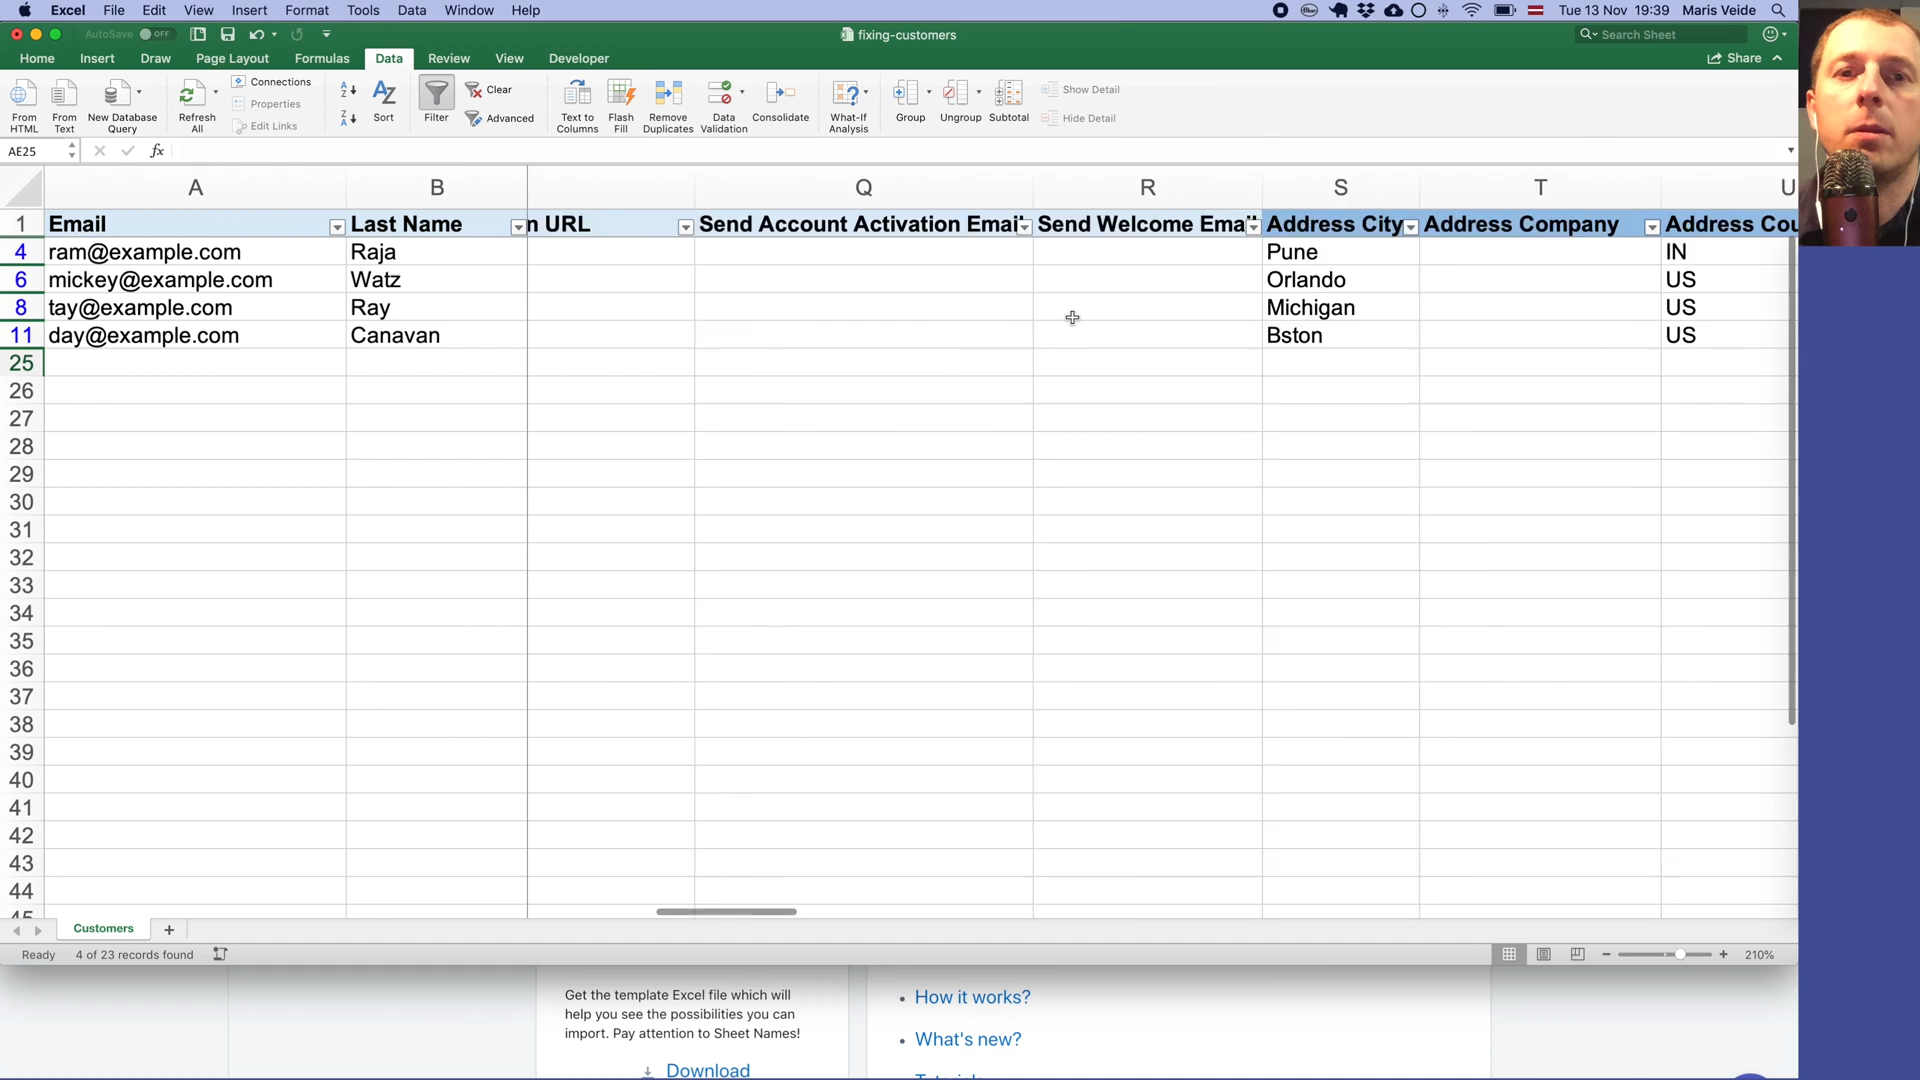 Excel File Edit View Insert Format Tools Data Window Help Tue 13 Nov 19:39 Maris Veide
AutoSave OFF fixing-customers Search Sheet
Home Insert Draw Page Layout Formulas Data Review View Developer Share
From HTML
From Text
New Database Query
Refresh All
Connections
Properties
Edit Links
Sort
Filter
Clear
Advanced
Text to Columns
Flash Fill
Remove Duplicates
Data Validation
Consolidate
What-If Analysis
Group
Ungroup
Subtotal
Show Detail
Hide Detail
AE25 fx
A B Q R S T U
1 Email Last Name n URL Send Account Activation Email Send Welcome Email Address City Address Company Address Cou
4 ram@example.com Raja Pune IN
6 mickey@example.com Watz Orlando US
8 tay@example.com Ray Michigan US
11 day@example.com Canavan Bston US
25
26
27
28
29
30
31
32
33
34
35
36
37
38
39
40
41
42
43
44
45
Customers +
Ready 4 of 23 records found 210%
Get the template Excel file which will
help you see the possibilities you can
import. Pay attention to Sheet Names!
Download
• How it works?
• What's new?